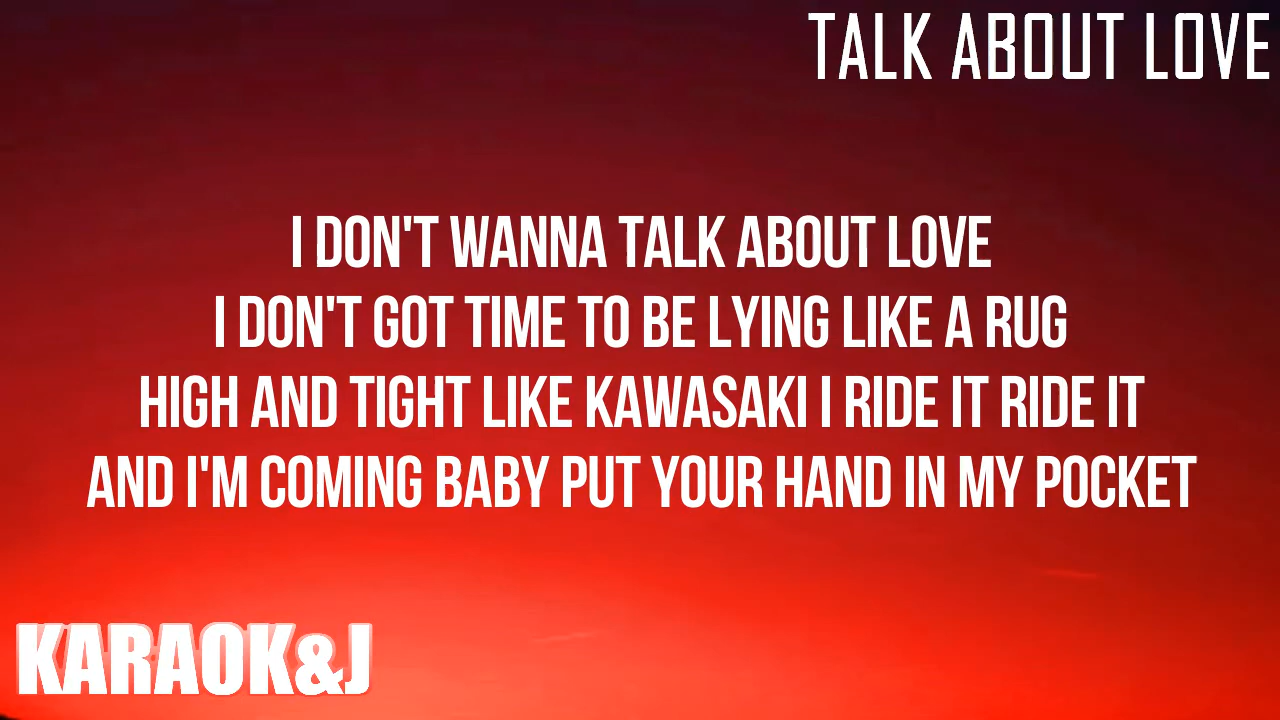 TALK ABOUT LOVE
I DON'T WANNA TALK ABOUT LOVE
I DON'T GOT TIME TO BE LYING LIKE A RUG
HIGH AND TIGHT LIKE KAWASAKI I RIDE IT RIDE IT
AND I'M COMING BABY PUT YOUR HAND IN MY POCKET
KARAOK&J